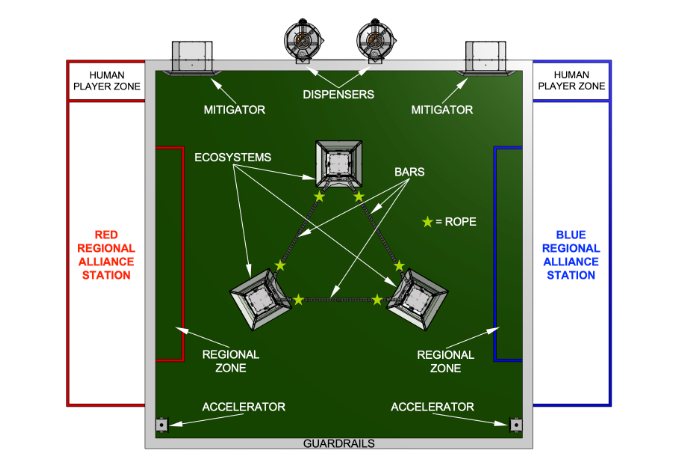 HUMAN
PLAYER ZONE
HUMAN
PLAYER ZONE
DISPENSERS
MITIGATOR
MITIGATOR
ECOSYSTEMS
BARS
= ROPE
RED
REGIONAL
ALLIANCE
STATION
BLUE
REGIONAL
ALLIANCE
STATION
REGIONAL
ZONE
REGIONAL
ZONE
ACCELERATOR
ACCELERATOR
GUARDRAILS